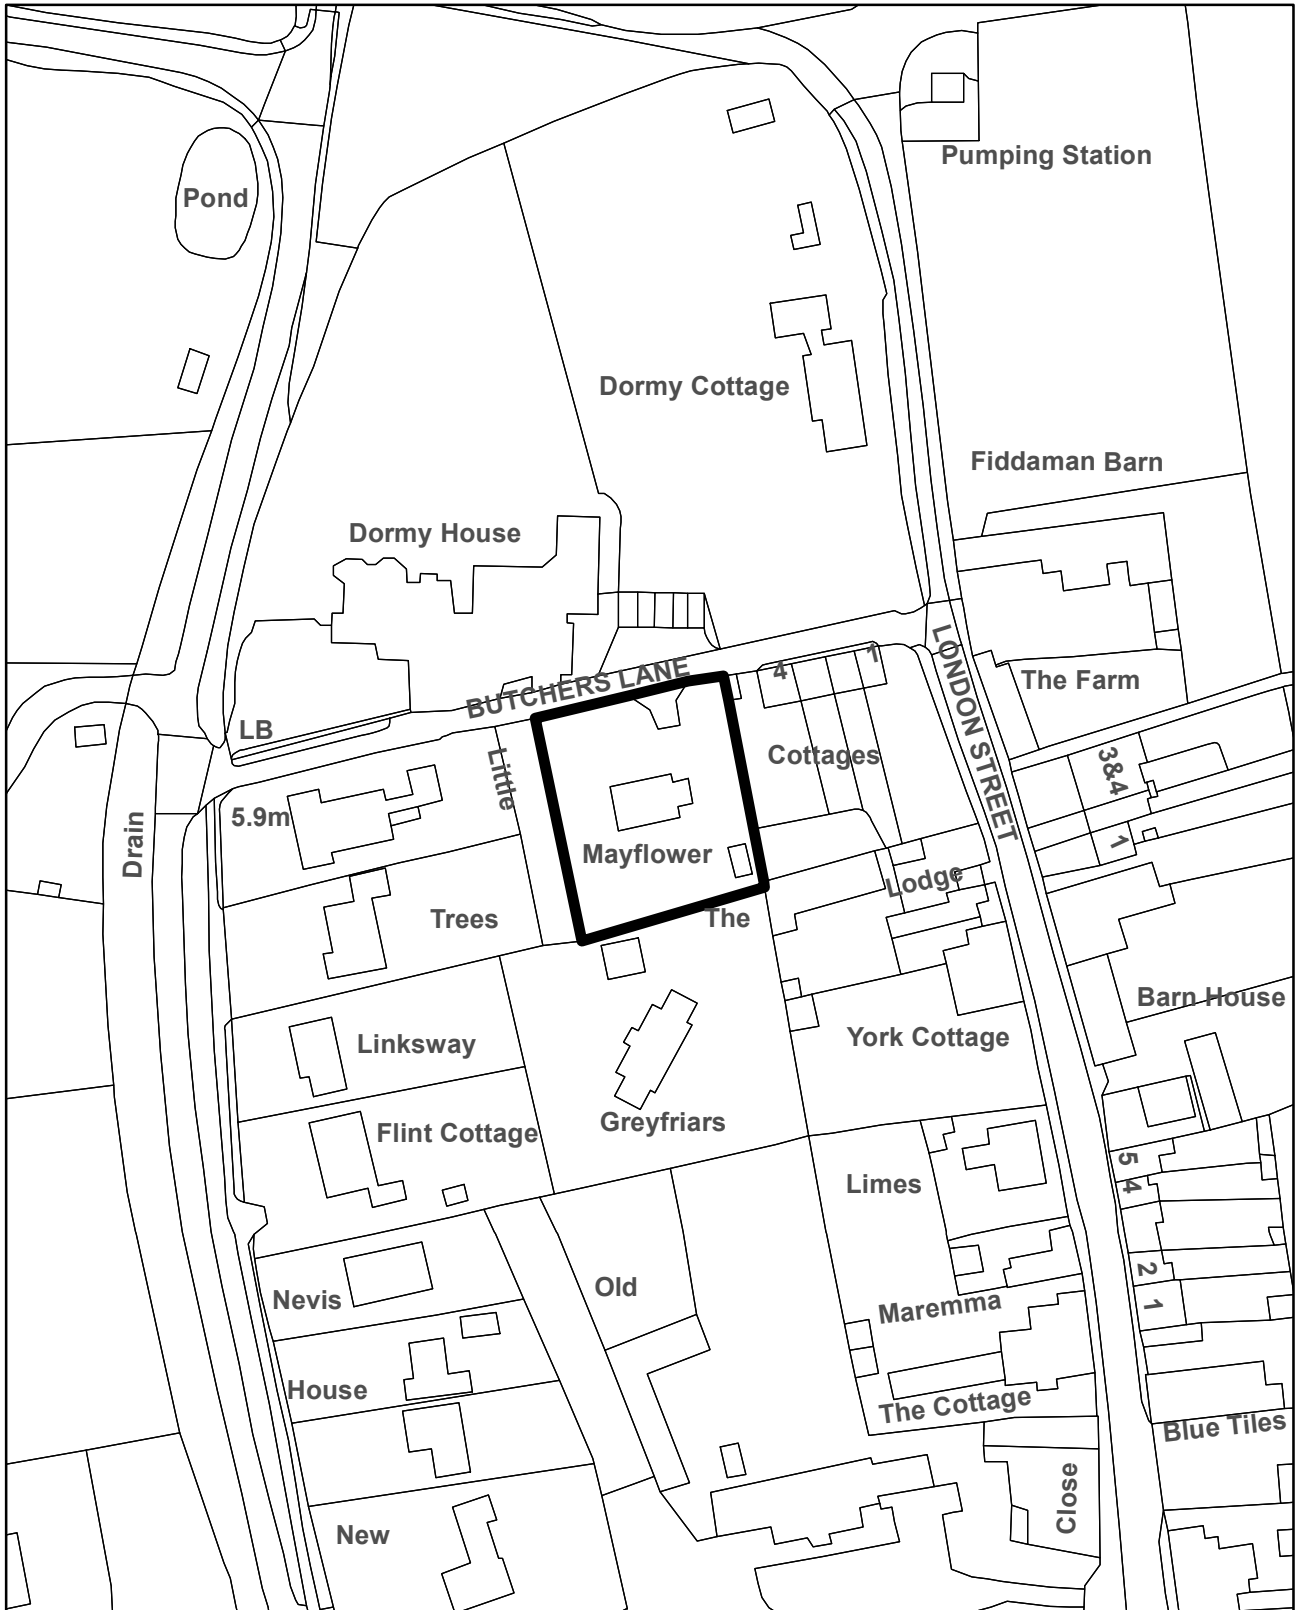 Pumping Station
Pond
Dormy Cottage
Fiddaman Barn
Dormy House
LONDON STREET
BUTCHERS LANE
4
1
The Farm
LB
Little
Cottages
3&4
5.9m
Drain
Mayflower
1
Lodge
Trees
The
Barn House
Linksway
York Cottage
Greyfriars
Flint Cottage
5
4
Limes
2
1
Old
Nevis
Maremma
House
The Cottage
Blue Tiles
Close
New